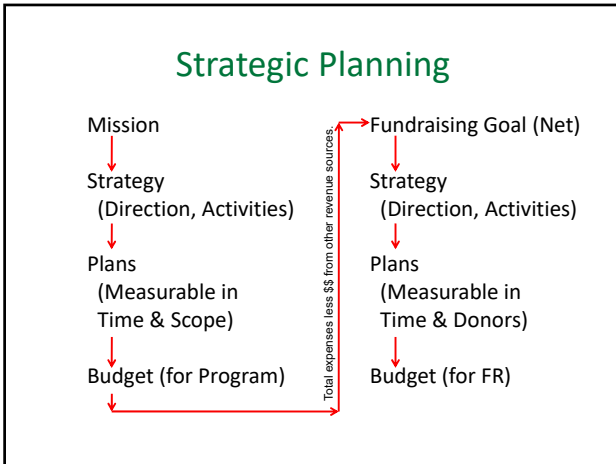 Strategic Planning
Mission
Strategy
(Direction, Activities)
Plans
(Measurable in
Time & Scope)
Budget (for Program)
Total expenses less $$ from other revenue sources.
Fundraising Goal (Net)
Strategy
(Direction, Activities)
Plans
(Measurable in
Time & Donors)
Budget (for FR)